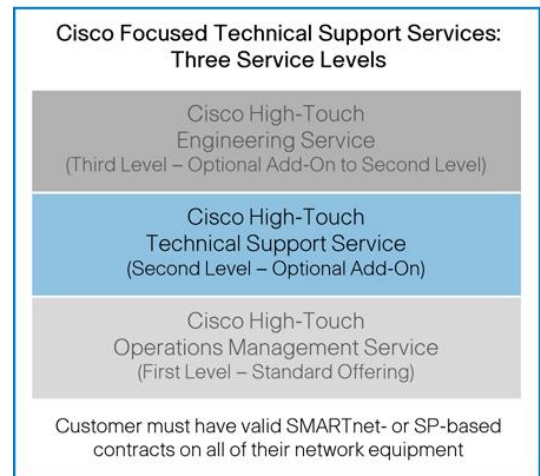 Cisco Focused Technical Support Services:
Three Service Levels
Cisco High-Touch
Engineering Service
(Third Level – Optional Add-On to Second Level)
Cisco High-Touch
Technical Support Service
(Second Level – Optional Add-On)
Cisco High-Touch
Operations Management Service
(First Level – Standard Offering)
Customer must have valid SMARTnet- or SP-based
contracts on all of their network equipment